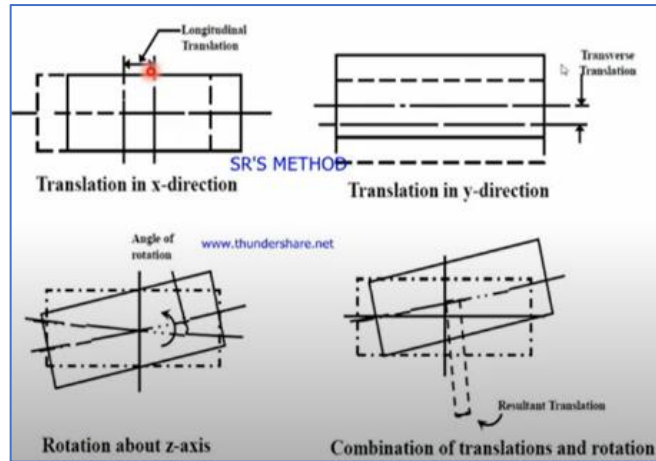 Longitudinal
Translation
Transverse
Translation
SR'S METHOD
Translation in x-direction
Translation in y-direction
Angle of
rotation
www.thundershare.net
Resultant Translation
Rotation about z-axis
Combination of translations and rotation